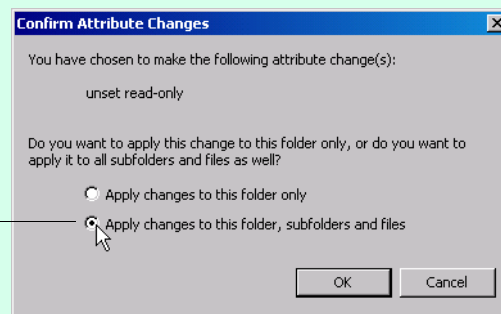 Confirm Attribute Changes
You have chosen to make the following attribute change(s):
unset read-only
Do you want to apply this change to this folder only, or do you want to
apply it to all subfolders and files as well?
Apply changes to this folder only
Apply changes to this folder, subfolders and files
OK Cancel